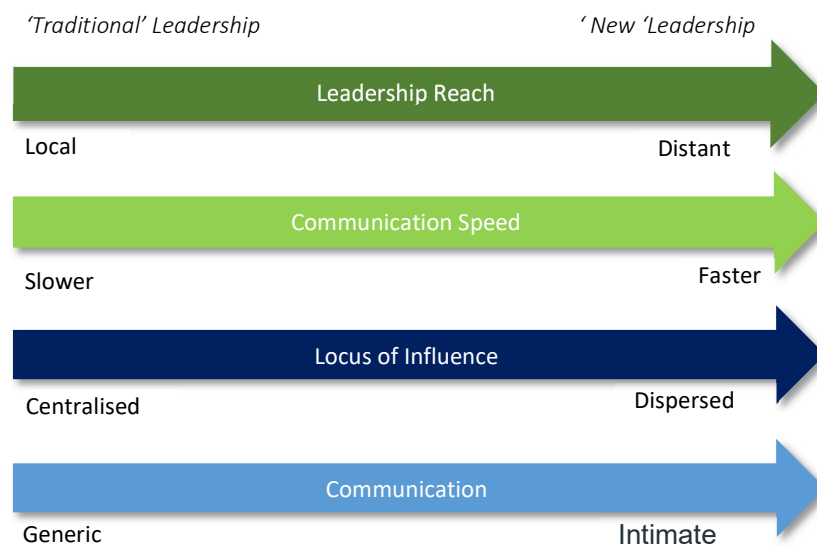 ‘Traditional’ Leadership ‘ New ‘Leadership
Leadership Reach
Local Distant
Communication Speed
Slower Faster
Locus of Influence
Centralised Dispersed
Communication
Generic Intimate